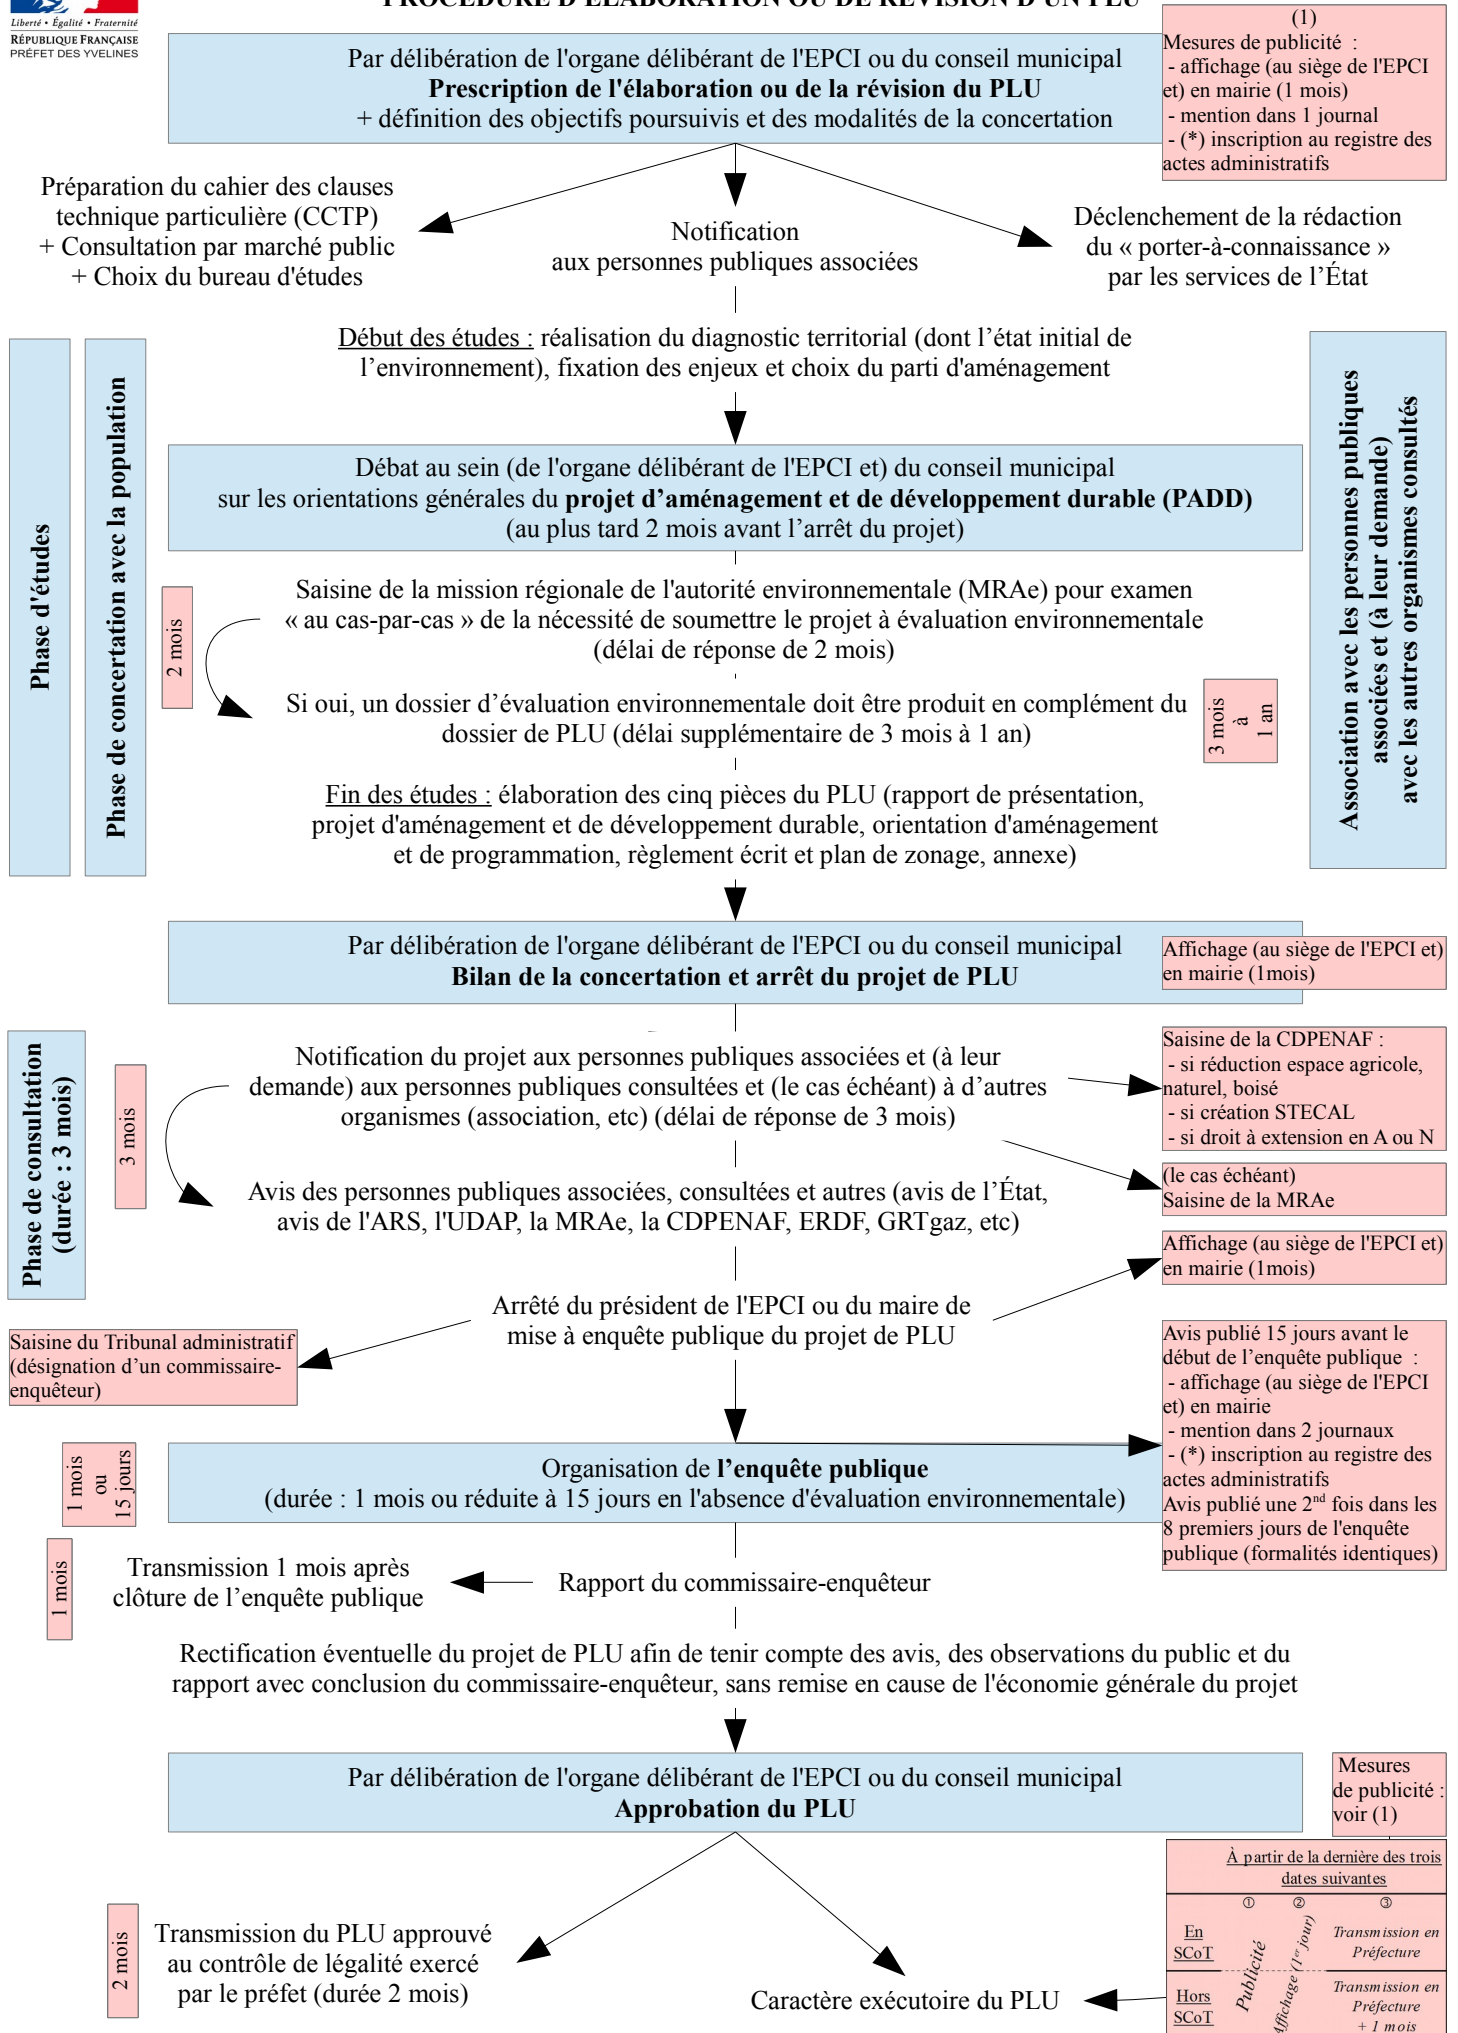 PROCÉDURE D'ÉLABORATION OU DE RÉVISION D'UN PLU
Liberté • Égalité • Fraternité
RÉPUBLIQUE FRANÇAISE
PRÉFET DES YVELINES
Par délibération de l'organe délibérant de l'EPCI ou du conseil municipal
Prescription de l'élaboration ou de la révision du PLU
+ définition des objectifs poursuivis et des modalités de la concertation
(1)
Mesures de publicité :
- affichage (au siège de l'EPCI
et) en mairie (1 mois)
- mention dans 1 journal
- (*) inscription au registre des
actes administratifs
Préparation du cahier des clauses
technique particulière (CCTP)
+ Consultation par marché public
+ Choix du bureau d'études
Notification
aux personnes publiques associées
Déclenchement de la rédaction
du « porter-à-connaissance »
par les services de l’État
Début des études : réalisation du diagnostic territorial (dont l’état initial de
l’environnement), fixation des enjeux et choix du parti d'aménagement
Phase d'études
Phase de concertation avec la population
Association avec les personnes publiques
associées et (à leur demande)
avec les autres organismes consultés
Débat au sein (de l'organe délibérant de l'EPCI et) du conseil municipal
sur les orientations générales du projet d’aménagement et de développement durable (PADD)
(au plus tard 2 mois avant l’arrêt du projet)
2 mois
Saisine de la mission régionale de l'autorité environnementale (MRAe) pour examen
« au cas-par-cas » de la nécessité de soumettre le projet à évaluation environnementale
(délai de réponse de 2 mois)
Si oui, un dossier d’évaluation environnementale doit être produit en complément du
dossier de PLU (délai supplémentaire de 3 mois à 1 an)
3 mois
à
1 an
Fin des études : élaboration des cinq pièces du PLU (rapport de présentation,
projet d'aménagement et de développement durable, orientation d'aménagement
et de programmation, règlement écrit et plan de zonage, annexe)
Par délibération de l'organe délibérant de l'EPCI ou du conseil municipal
Bilan de la concertation et arrêt du projet de PLU
Affichage (au siège de l'EPCI et)
en mairie (1mois)
Phase de consultation
(durée : 3 mois)
3 mois
Notification du projet aux personnes publiques associées et (à leur
demande) aux personnes publiques consultées et (le cas échéant) à d’autres
organismes (association, etc) (délai de réponse de 3 mois)
Saisine de la CDPENAF :
- si réduction espace agricole,
naturel, boisé
- si création STECAL
- si droit à extension en A ou N
(le cas échéant)
Saisine de la MRAe
Avis des personnes publiques associées, consultées et autres (avis de l’État,
avis de l'ARS, l'UDAP, la MRAe, la CDPENAF, ERDF, GRTgaz, etc)
Affichage (au siège de l'EPCI et)
en mairie (1mois)
Arrêté du président de l'EPCI ou du maire de
mise à enquête publique du projet de PLU
Saisine du Tribunal administratif
(désignation d’un commissaire-
enquêteur)
Avis publié 15 jours avant le
début de l’enquête publique :
- affichage (au siège de l'EPCI
et) en mairie
- mention dans 2 journaux
- (*) inscription au registre des
actes administratifs
Avis publié une 2nd fois dans les
8 premiers jours de l'enquête
publique (formalités identiques)
1 mois
ou
15 jours
Organisation de l’enquête publique
(durée : 1 mois ou réduite à 15 jours en l'absence d'évaluation environnementale)
1 mois
Transmission 1 mois après
clôture de l’enquête publique
Rapport du commissaire-enquêteur
Rectification éventuelle du projet de PLU afin de tenir compte des avis, des observations du public et du
rapport avec conclusion du commissaire-enquêteur, sans remise en cause de l'économie générale du projet
Par délibération de l'organe délibérant de l'EPCI ou du conseil municipal
Approbation du PLU
Mesures
de publicité :
voir (1)
2 mois
Transmission du PLU approuvé
au contrôle de légalité exercé
par le préfet (durée 2 mois)
Caractère exécutoire du PLU
À partir de la dernière des trois
dates suivantes
① ② ③
En
SCoT
Publicité
Affichage (1er jour)
Transmission en
Préfecture
Hors
SCoT
Transmission en
Préfecture
+ 1 mois